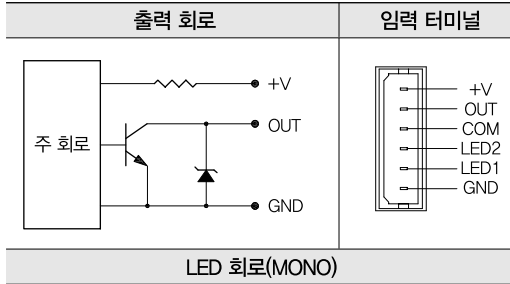 출력 회로
임력 터미널
주 회로
+V
OUT
GND
+V
OUT
COM
LED2
LED1
GND
LED 회로(MONO)